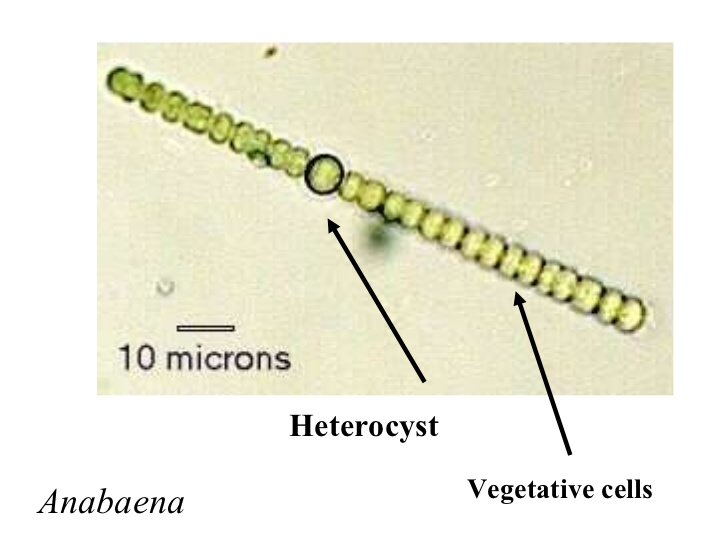 10 microns
Heterocyst
Vegetative cells
Anabaena